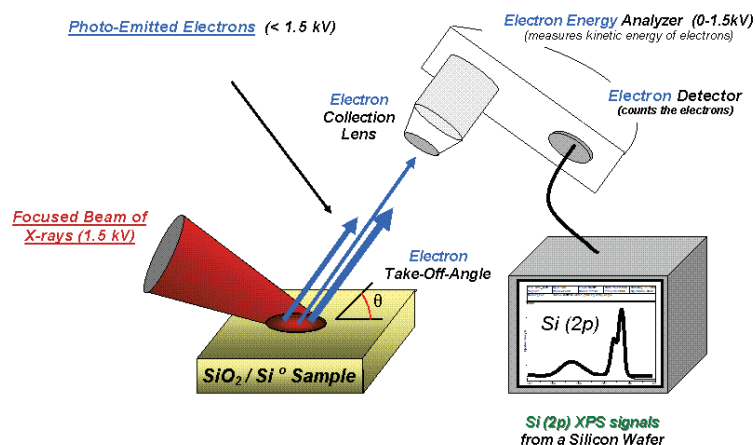 Photo-Emitted Electrons (< 1.5 kV)
Electron Energy Analyzer (0-1.5kV)
(measures kinetic energy of electrons)
Electron
Collection
Lens
Electron Detector
(counts the electrons)
Focused Beam of
X-rays (1.5 kV)
Electron
Take-Off-Angle
θ
Si (2p)
SiO₂ / Si° Sample
Si (2p) XPS signals
from a Silicon Wafer